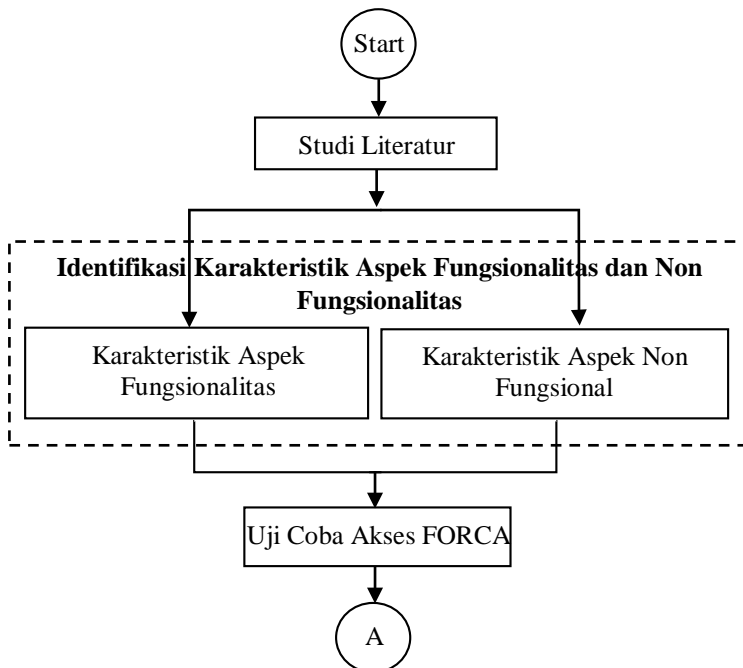 Start
Studi Literatur
Identifikasi Karakteristik Aspek Fungsionalitas dan Non
Fungsionalitas
Karakteristik Aspek
Fungsionalitas
Karakteristik Aspek Non
Fungsional
Uji Coba Akses FORCA
A